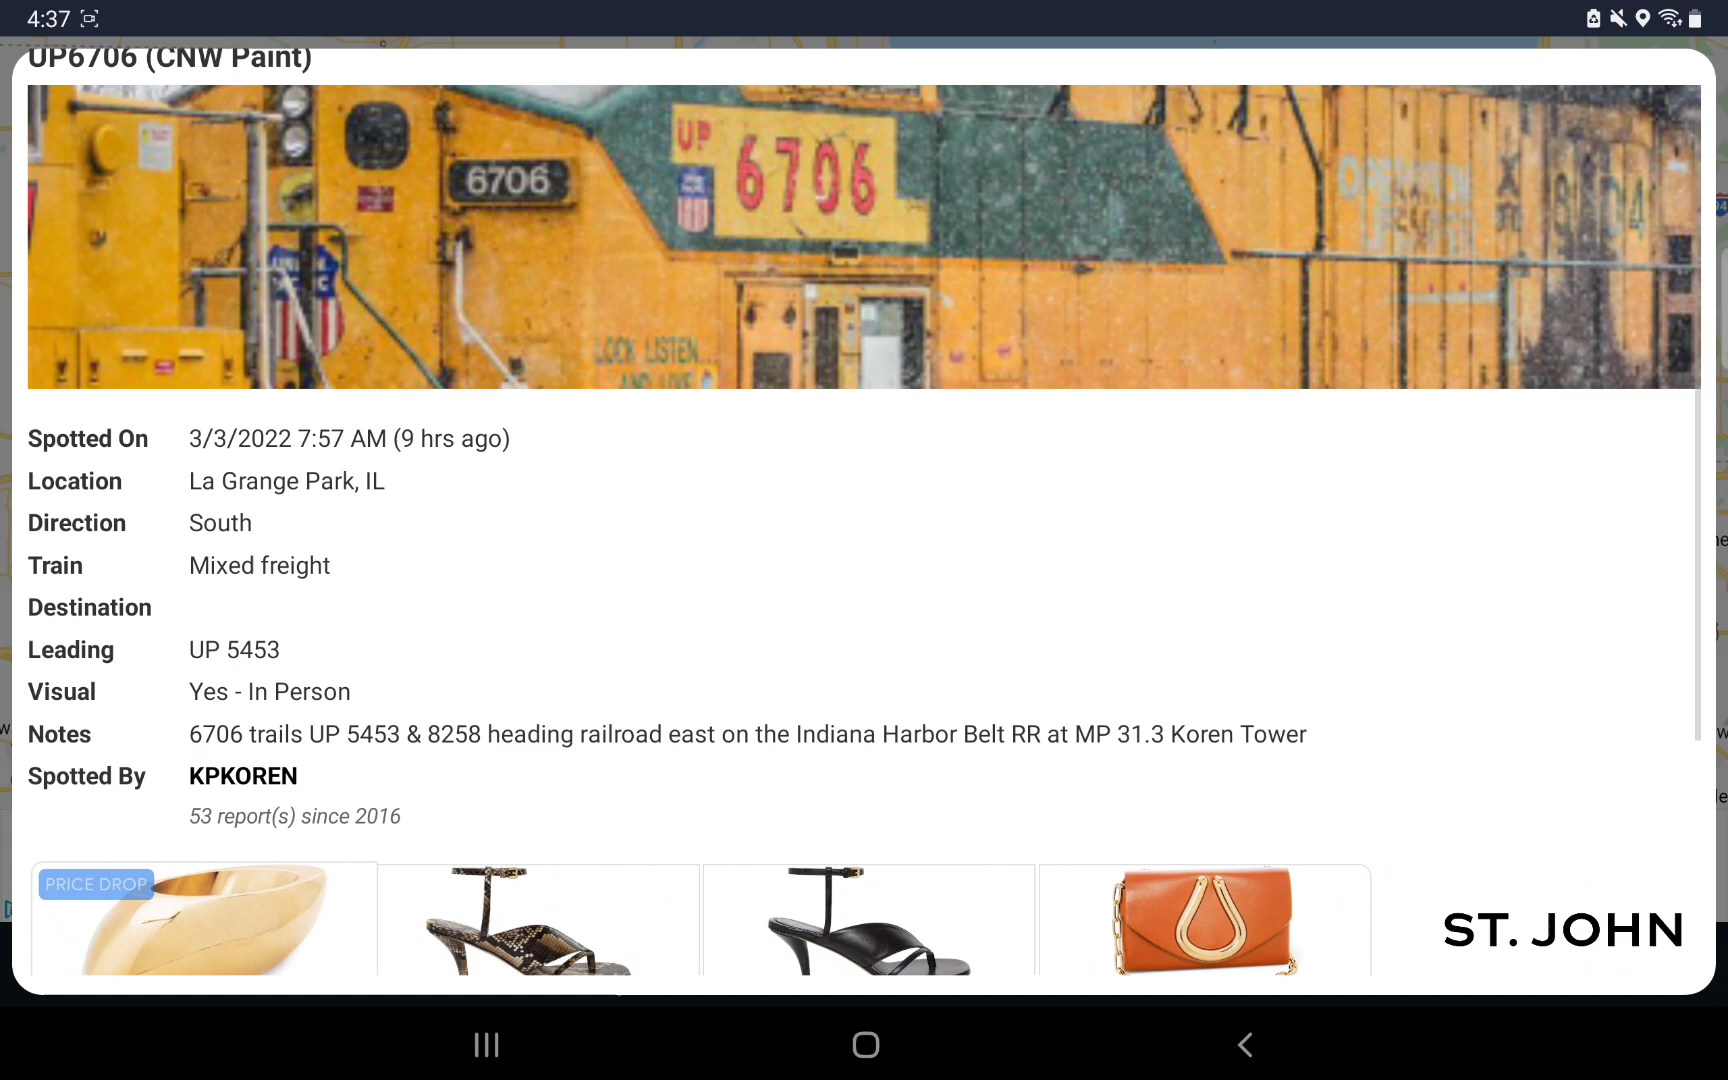 4:37
UP6706 (CNW Paint)
6706
UP
6706
LOOK LISTEN...
AND LIVE
Spotted On 3/3/2022 7:57 AM (9 hrs ago)
Location La Grange Park, IL
Direction South
Train Mixed freight
Destination
Leading UP 5453
Visual Yes - In Person
Notes 6706 trails UP 5453 & 8258 heading railroad east on the Indiana Harbor Belt RR at MP 31.3 Koren Tower
Spotted By KPKOREN
53 report(s) since 2016
PRICE DROP
ST. JOHN